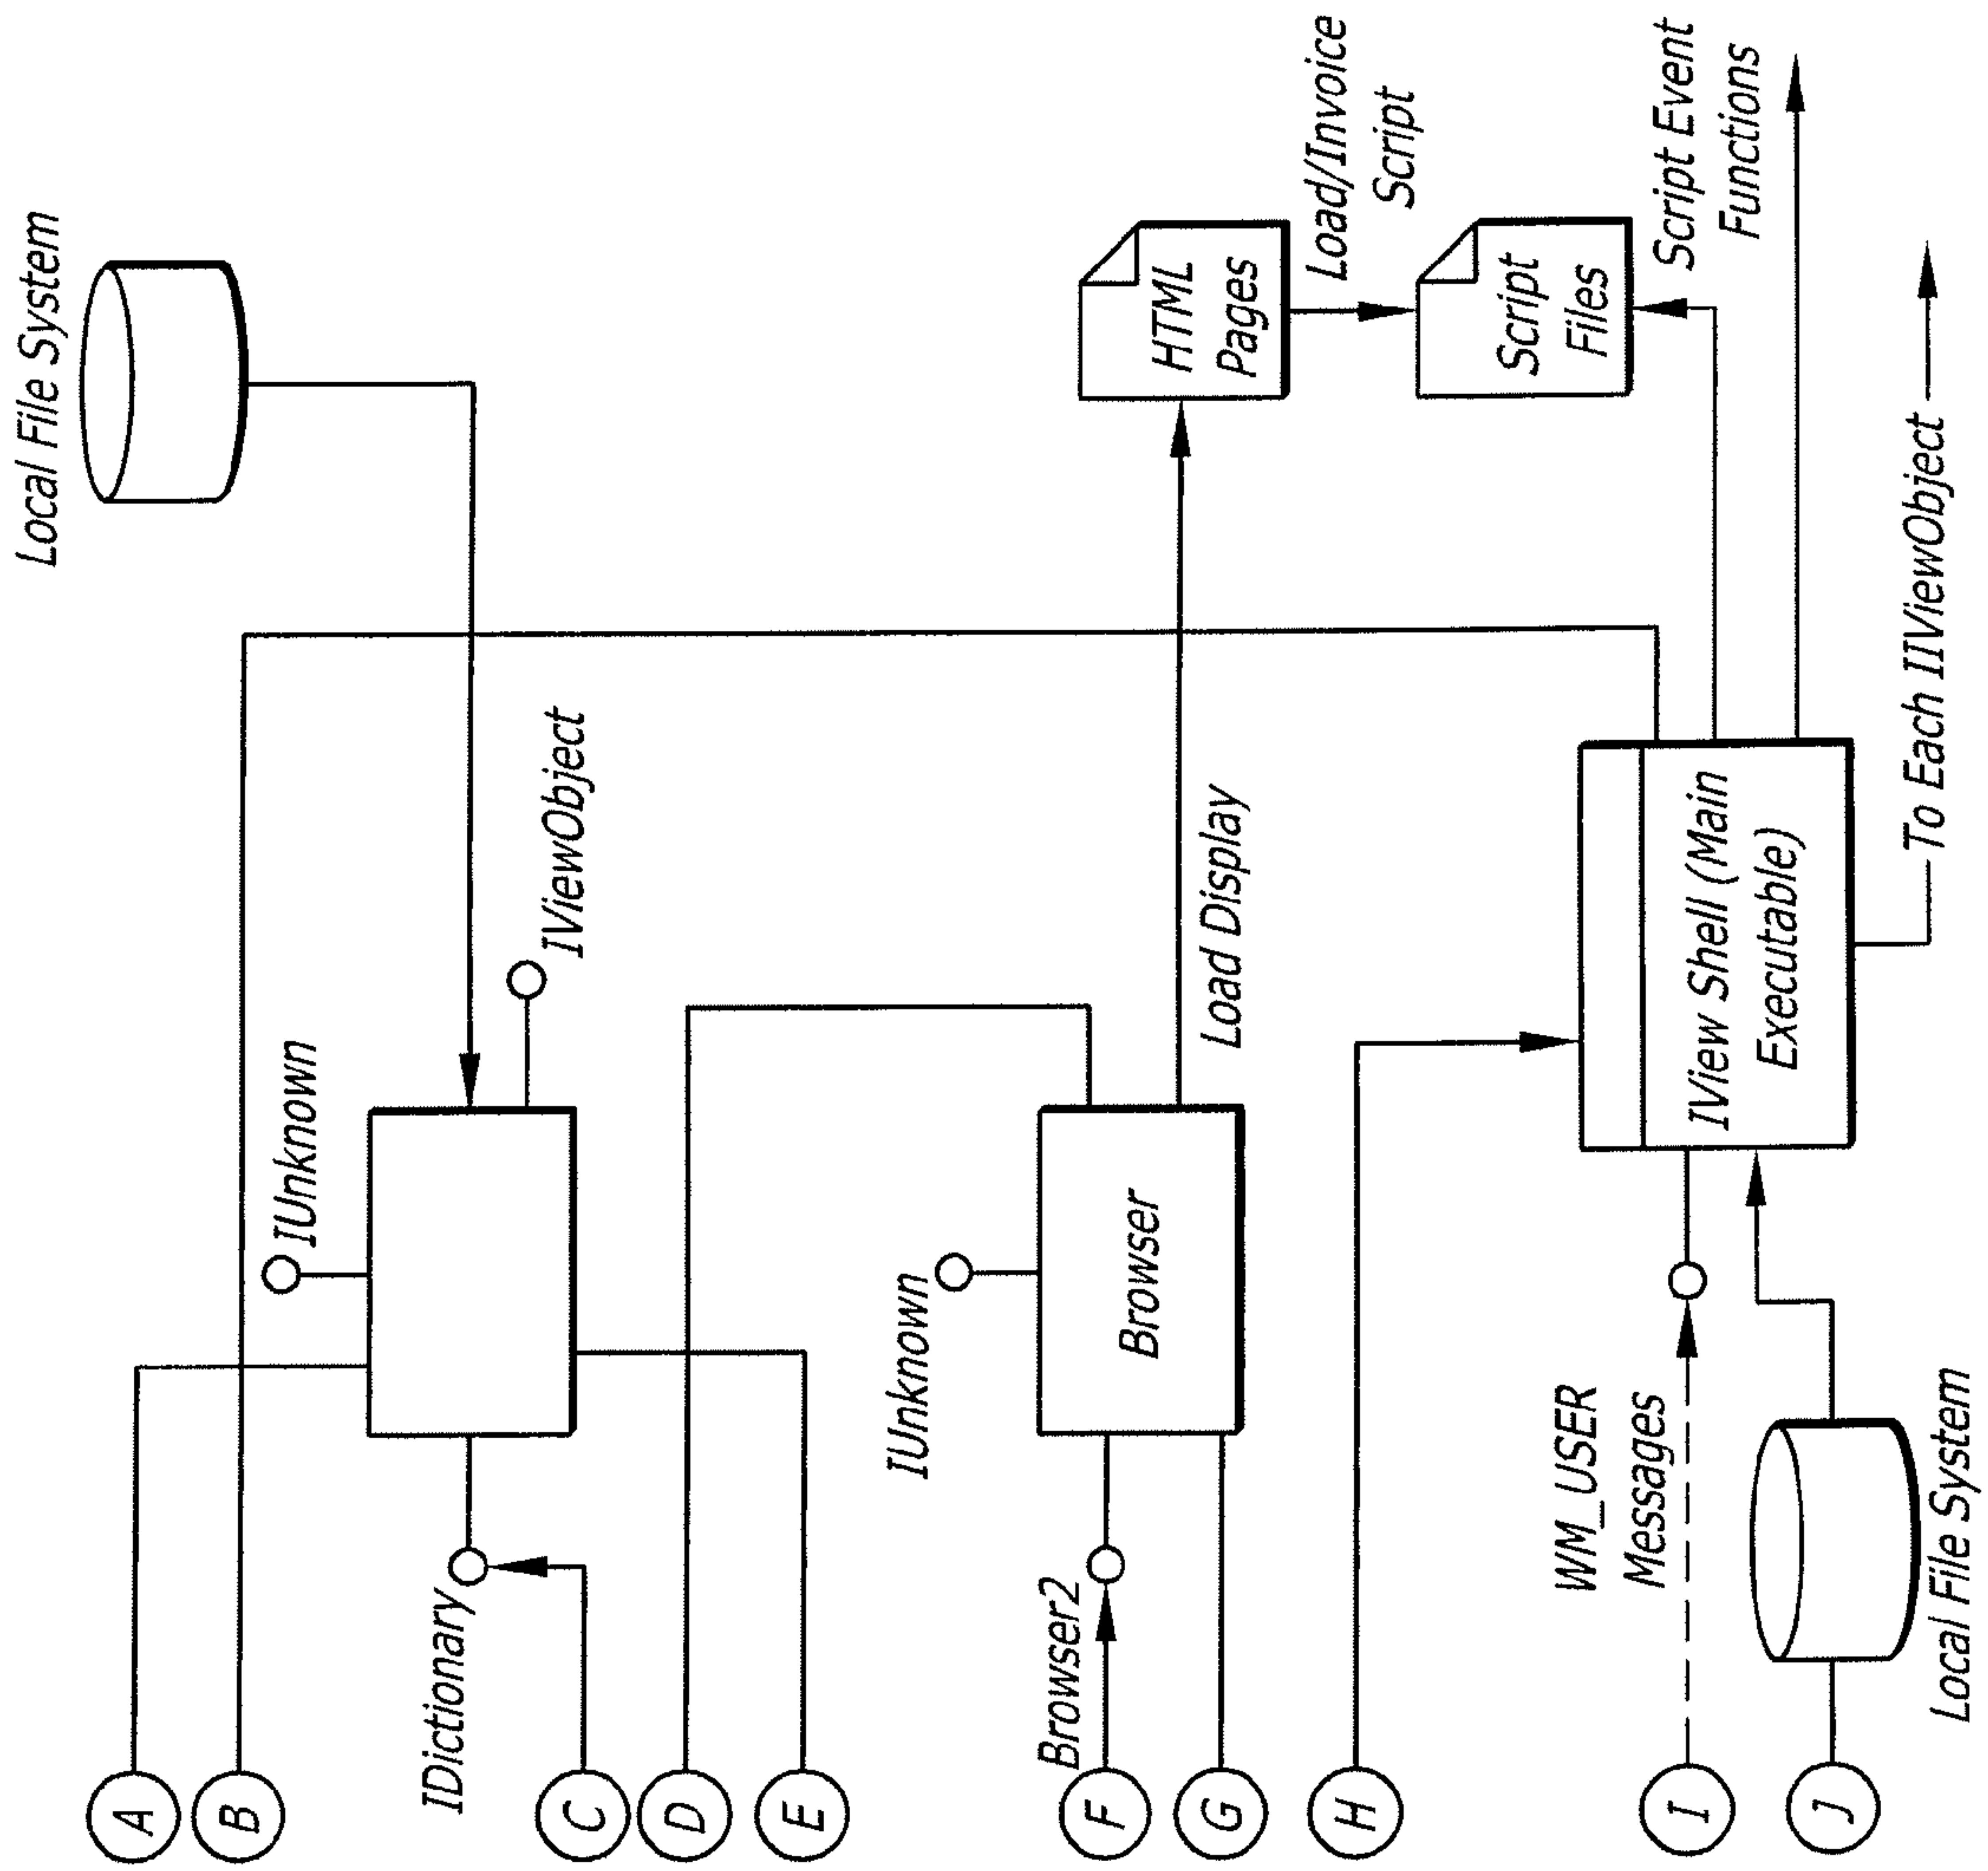 Local File System
IUnknown
IViewObject
IDictionary
A
B
C
D
E
IUnknown
Browser
Browser2
F
G
Load Display
HTML
Pages
Load/Invoice
Script
Script
Files
Script Event
Functions
H
IView Shell (Main
Executable)
WM_USER
Messages
I
J
Local File System
To Each IIViewObject